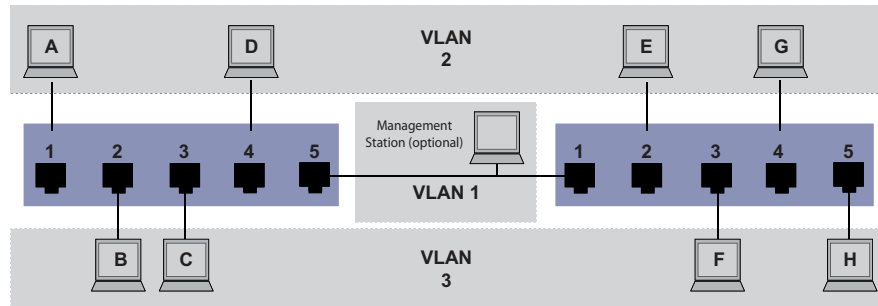 A
D
VLAN
2
E
G
1
2
3
4
5
Management
Station (optional)
1
2
3
4
5
VLAN 1
B
C
VLAN
3
F
H